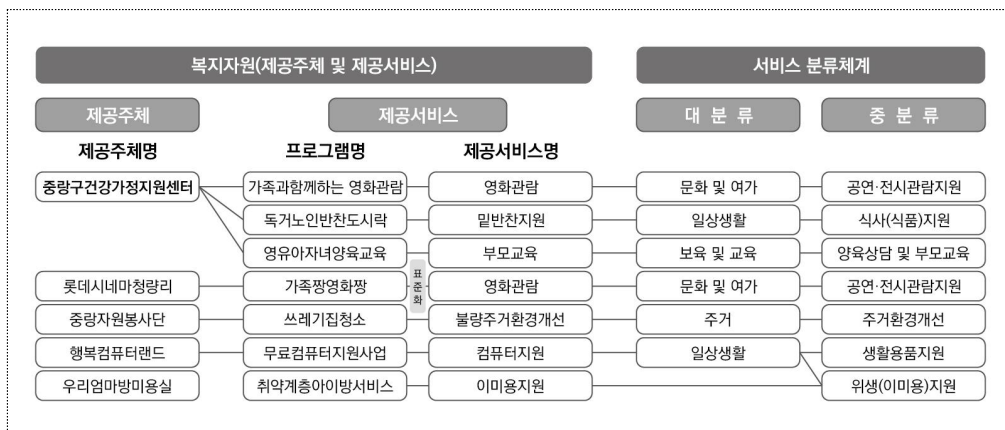 복지자원(제공주체 및 제공서비스) 서비스 분류체계
제공주체 제공서비스 대 분 류 중 분 류
제공주체명 프로그램명 제공서비스명
중랑구건강가정지원센터 가족과함께하는 영화관람 영화관람 문화 및 여가 공연·전시관람지원
독거노인반찬도시락 밑반찬지원 일상생활 식사(식품)지원
영유아자녀양육교육 부모교육 보육 및 교육 양육상담 및 부모교육
표준화
롯데시네마청량리 가족짱영화짱 영화관람 문화 및 여가 공연·전시관람지원
중랑자원봉사단 쓰레기집청소 불량주거환경개선 주거 주거환경개선
행복컴퓨터랜드 무료컴퓨터지원사업 컴퓨터지원 일상생활 생활용품지원
우리엄마방미용실 취약계층아이방서비스 이미용지원 위생(이미용)지원